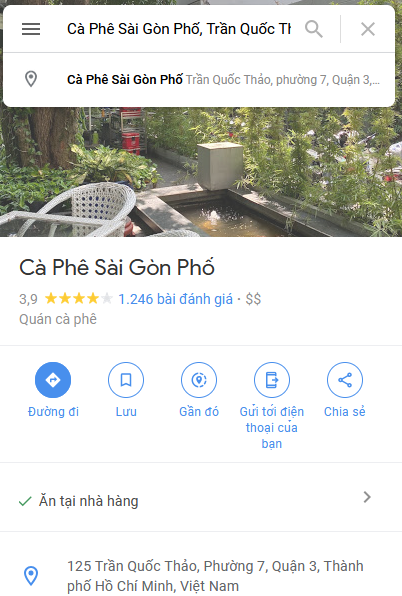 Cà Phê Sài Gòn Phố, Trần Quốc Th
Cà Phê Sài Gòn Phố Trần Quốc Thảo, phường 7, Quận 3,...
Cà Phê Sài Gòn Phố
3,9 1.246 bài đánh giá · $$
Quán cà phê
Đường đi
Lưu
Gần đó
Gửi tới điện
thoại của
bạn
Chia sẻ
Ăn tại nhà hàng
125 Trần Quốc Thảo, Phường 7, Quận 3, Thành
phố Hồ Chí Minh, Việt Nam